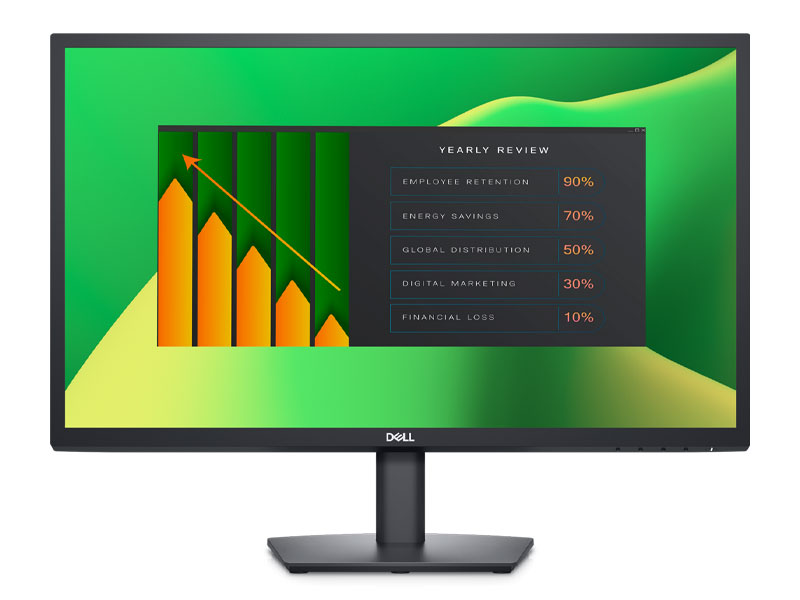 YEARLY REVIEW
EMPLOYEE RETENTION 90%
ENERGY SAVINGS 70%
GLOBAL DISTRIBUTION 50%
DIGITAL MARKETING 30%
FINANCIAL LOSS 10%
DELL